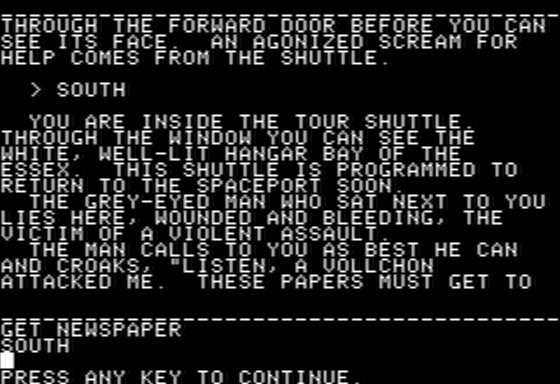 THROUGH THE FORWARD DOOR BEFORE YOU CAN
SEE ITS FACE.  AN AGONIZED SCREAM FOR
HELP COMES FROM THE SHUTTLE.
> SOUTH
YOU ARE INSIDE THE TOUR SHUTTLE.
THROUGH THE WINDOW YOU CAN SEE THE
WHITE, WELL-LIT HANGAR BAY OF THE
ESSEX.  THIS SHUTTLE IS PROGRAMMED TO
RETURN TO THE SPACEPORT SOON.
THE GREY-EYED MAN WHO SAT NEXT TO YOU
LIES HERE, WOUNDED AND BLEEDING, THE
VICTIM OF A VIOLENT ASSAULT.
THE MAN CALLS TO YOU AS BEST HE CAN
AND CROAKS, "LISTEN, A VOLLCHON
ATTACKED ME.  THESE PAPERS MUST GET TO
GET NEWSPAPER
SOUTH
PRESS ANY KEY TO CONTINUE.